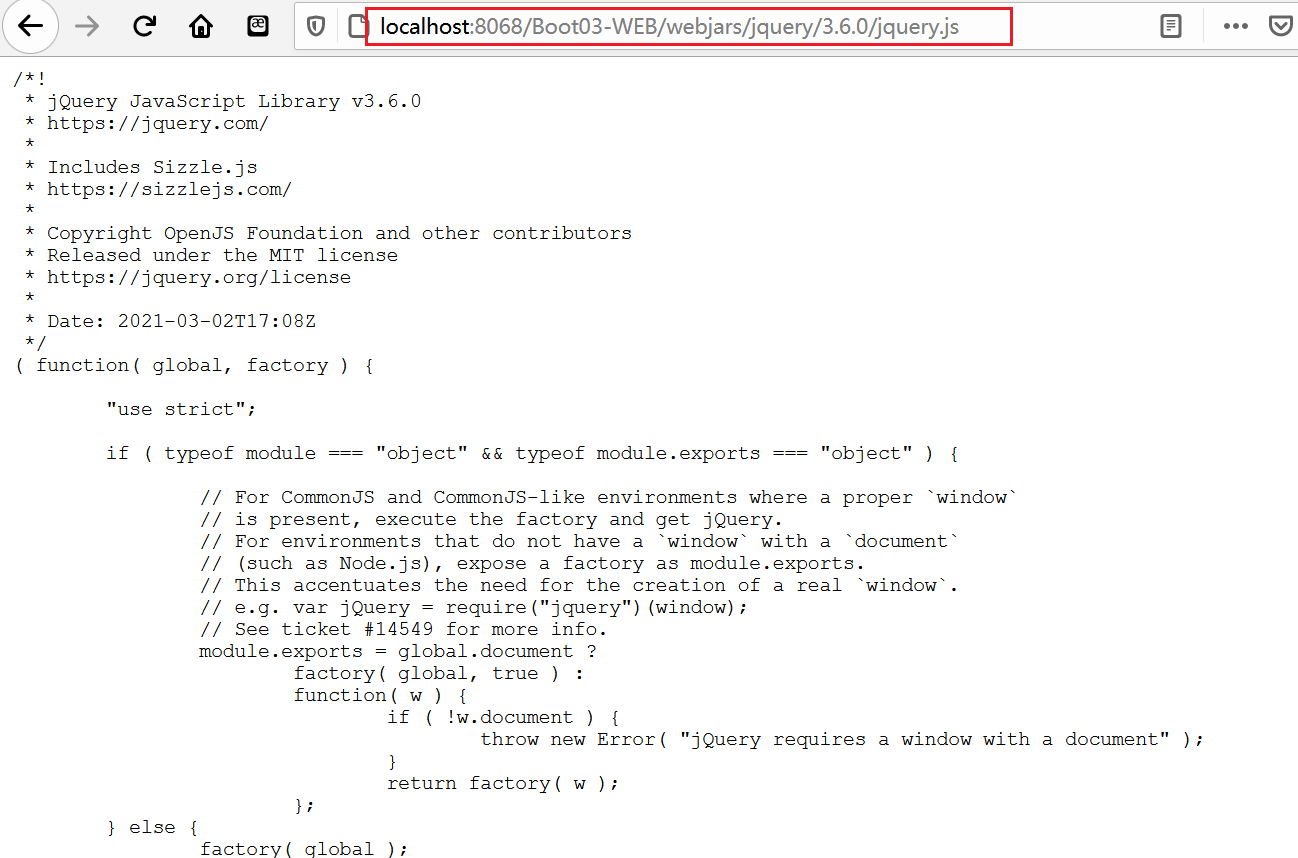 æ localhost:8068/Boot03-WEB/webjars/jquery/3.6.0/jquery.js
/*!
 * jQuery JavaScript Library v3.6.0
 * https://jquery.com/
 *
 * Includes Sizzle.js
 * https://sizzlejs.com/
 *
 * Copyright OpenJS Foundation and other contributors
 * Released under the MIT license
 * https://jquery.org/license
 *
 * Date: 2021-03-02T17:08Z
 */
( function( global, factory ) {
	"use strict";
	if ( typeof module === "object" && typeof module.exports === "object" ) {
		// For CommonJS and CommonJS-like environments where a proper `window`
		// is present, execute the factory and get jQuery.
		// For environments that do not have a `window` with a `document`
		// (such as Node.js), expose a factory as module.exports.
		// This accentuates the need for the creation of a real `window`.
		// e.g. var jQuery = require("jquery")(window);
		// See ticket #14549 for more info.
		module.exports = global.document ?
			factory( global, true ) :
			function( w ) {
				if ( !w.document ) {
					throw new Error( "jQuery requires a window with a document" );
				}
				return factory( w );
			};
	} else {
		factory( global );